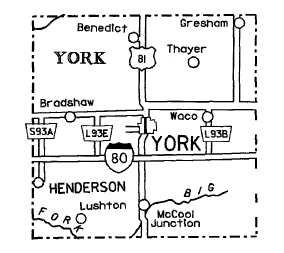 Gresham
Benedict
YORK
81
Thayer
Bradshaw
Waco
S93A
L93E
YORK
L93B
80
HENDERSON
BIG
Lushton
McCool
Junction
FORK